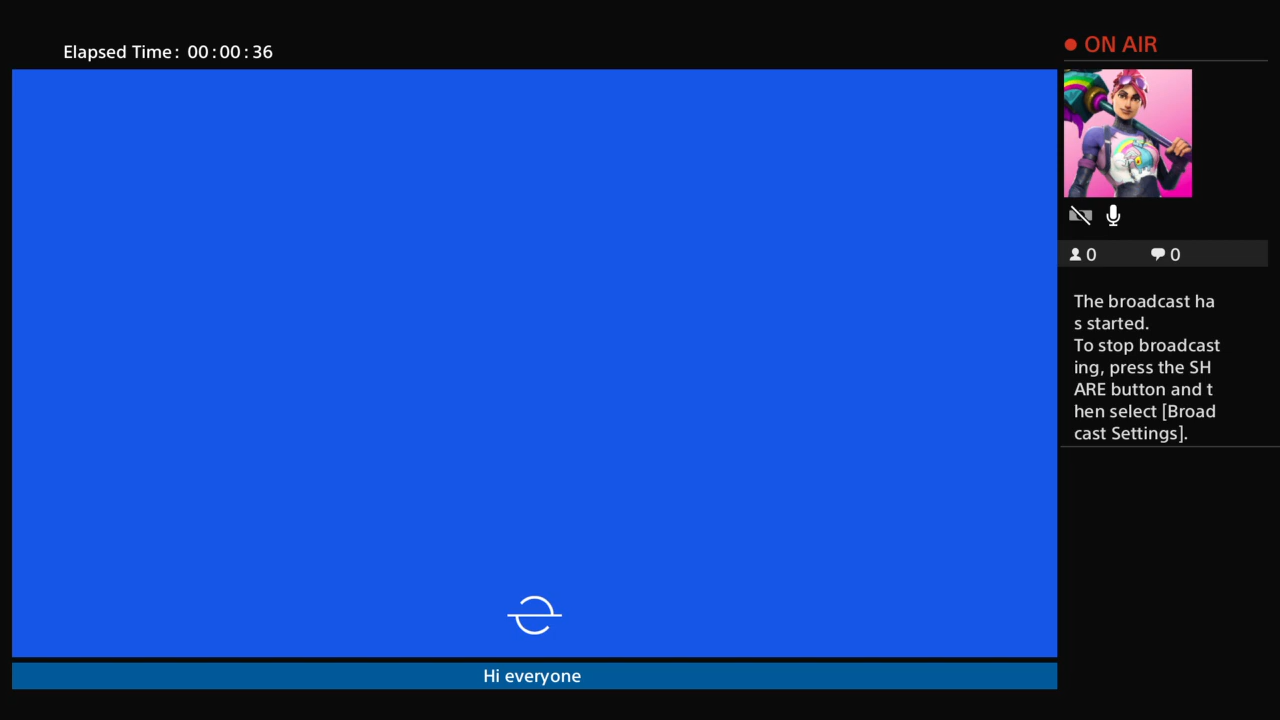 Elapsed Time: 00:00:36
ON AIR
0 0
The broadcast ha
s started.
To stop broadcast
ing, press the SH
ARE button and t
hen select [Broad
cast Settings].
Hi everyone